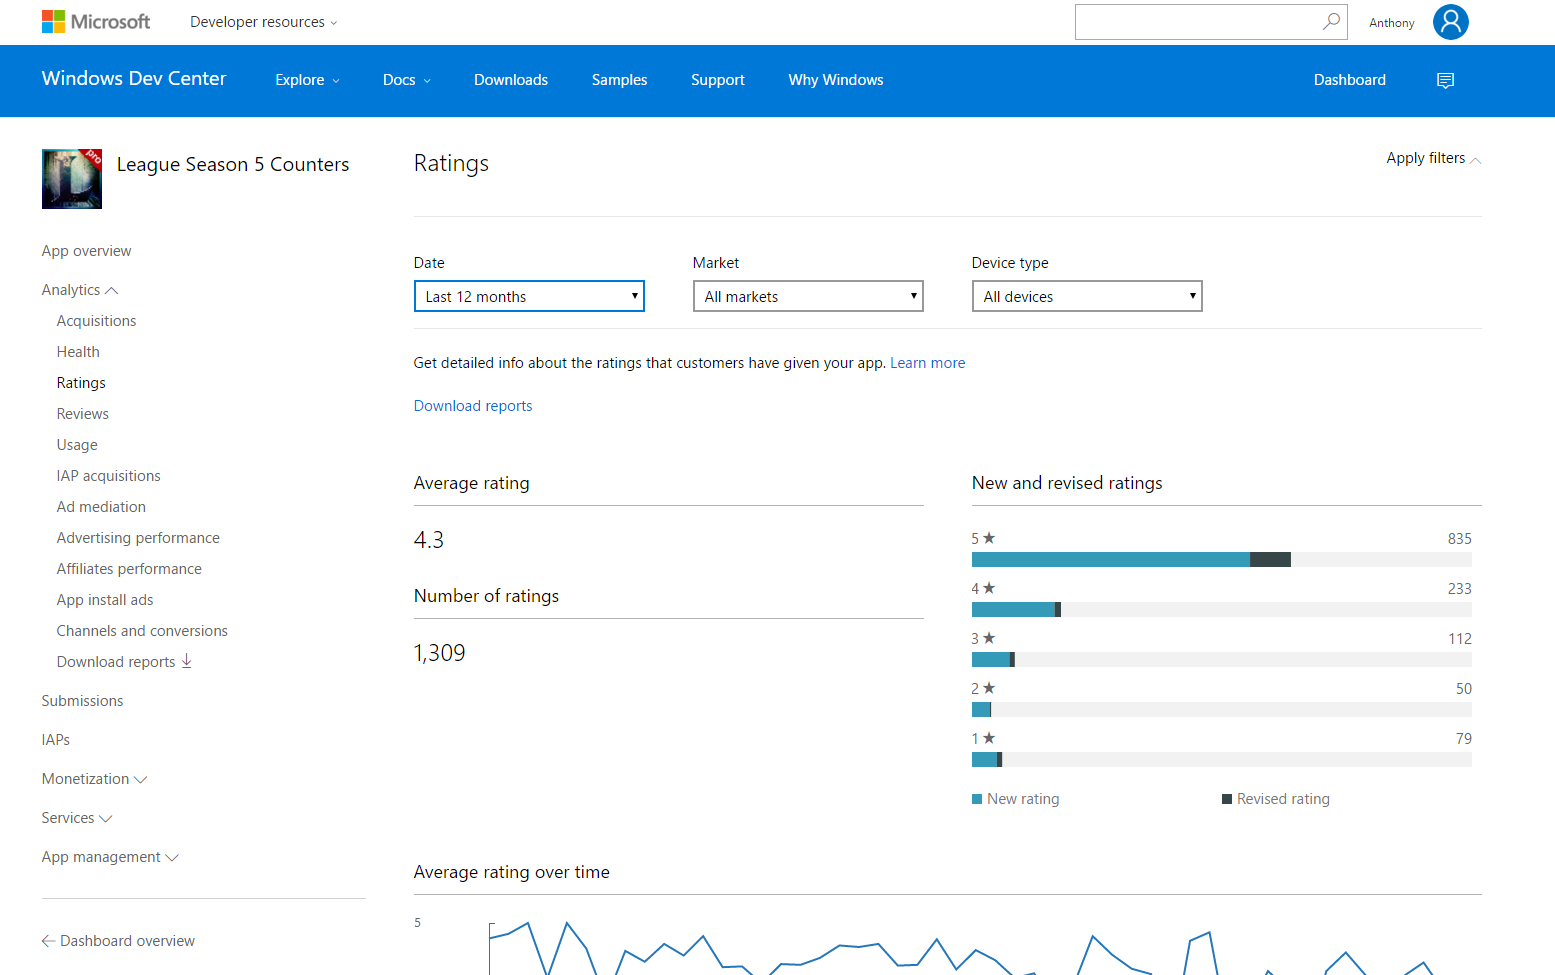 Microsoft
Developer resources
Anthony
Windows Dev Center
Explore
Docs
Downloads
Samples
Support
Why Windows
Dashboard
pro
League Season 5 Counters
App overview
Analytics
Acquisitions
Health
Ratings
Reviews
Usage
IAP acquisitions
Ad mediation
Advertising performance
Affiliates performance
App install ads
Channels and conversions
Download reports
Submissions
IAPs
Monetization
Services
App management
Dashboard overview
Ratings
Apply filters
Date
Market
Device type
Last 12 months
All markets
All devices
Get detailed info about the ratings that customers have given your app. Learn more
Download reports
Average rating
4.3
Number of ratings
1,309
New and revised ratings
5★ 835
4★ 233
3★ 112
2★ 50
1★ 79
New rating
Revised rating
Average rating over time
5